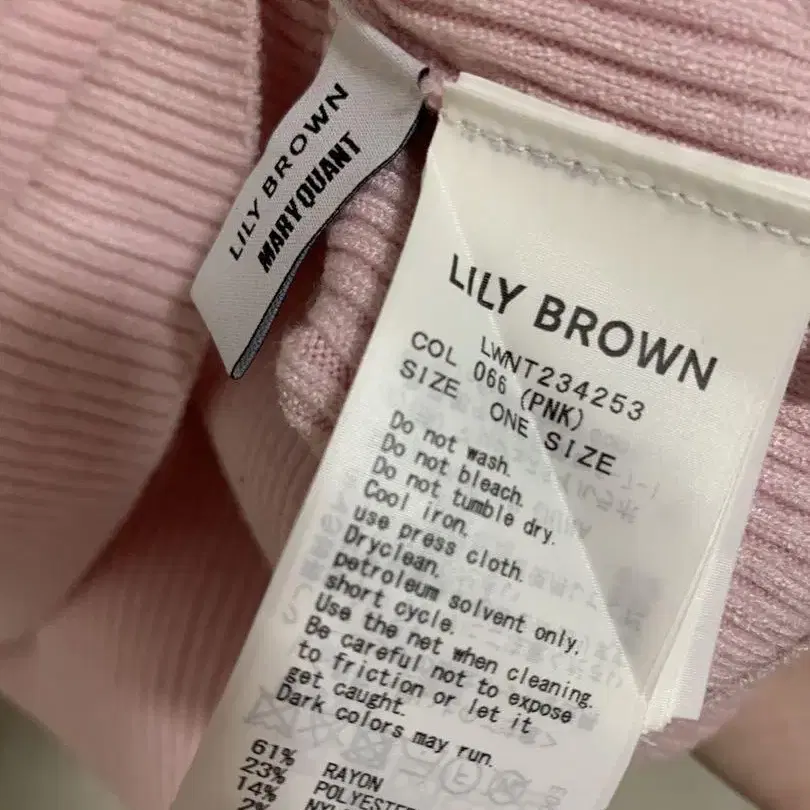 LILY BROWN
MARY QUANT
LILY BROWN
LWNT234253
COL 066 (PNK)
SIZE ONE SIZE
Do not wash.
Do not bleach.
Do not tumble dry.
Cool iron.
use press cloth.
Dryclean.
petroleum solvent only.
short cycle.
Use the net when cleaning.
Be careful not to expose
to friction or let it
get caught.
Dark colors may run.
61% RAYON
23% POLYESTER
14%
2%